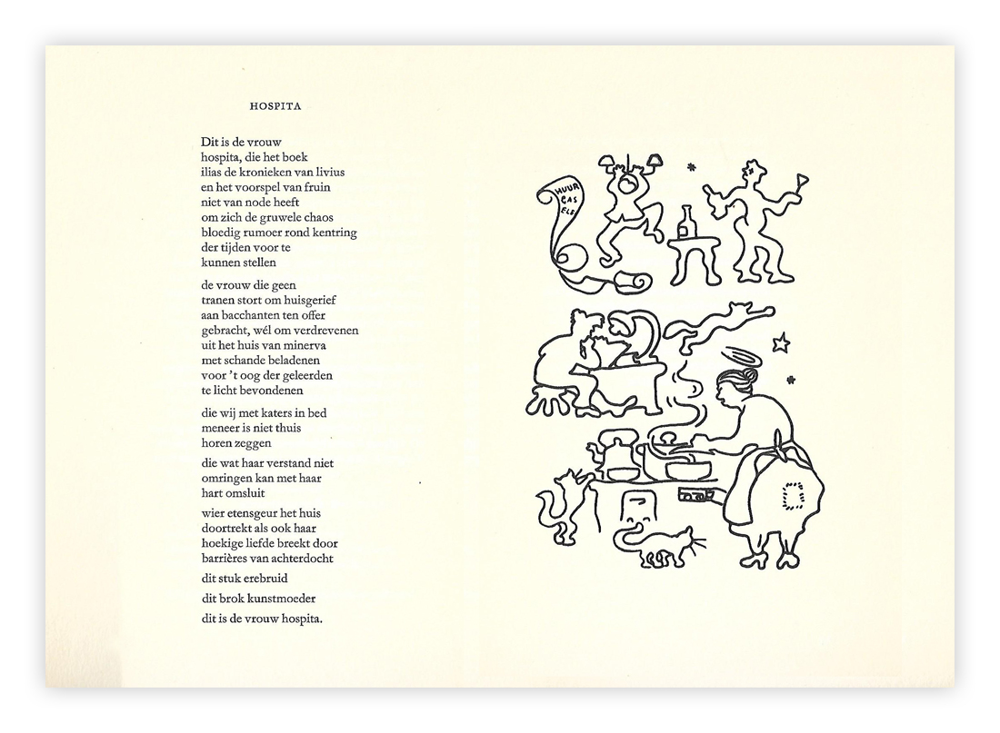 HOSPITA
Dit is de vrouw
hospita, die het boek
ilias de kronieken van livius
en het voorspel van fruin
niet van node heeft
om zich de gruwele chaos
bloedig rumoer rond kentring
der tijden voor te
kunnen stellen
de vrouw die geen
tranen stort om huisgerief
aan bacchanten ten offer
gebracht, wél om verdrevenen
uit het huis van minerva
met schande beladenen
voor 't oog der geleerden
te licht bevondenen
die wij met katers in bed
meneer is niet thuis
horen zeggen
die wat haar verstand niet
omringen kan met haar
hart omsluit
wier etensgeur het huis
doortrekt als ook haar
hoekige liefde breekt door
barrières van achterdocht
dit stuk erebruid
dit brok kunstmoeder
dit is de vrouw hospita.
HUUR
GAS
ELE